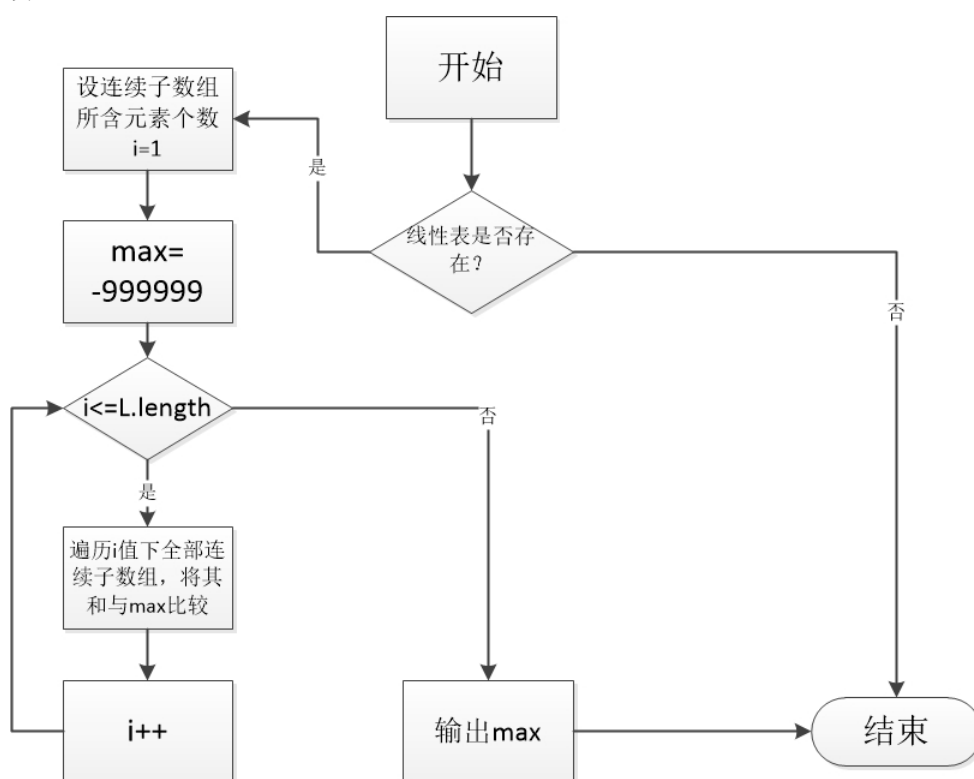 开始
设连续子数组
所含元素个数
i=1
是
线性表是否存
在？
max=
-999999
否
i<=L.length
否
是
遍历i值下全部连
续子数组，将其
和与max比较
i++
输出max
结束